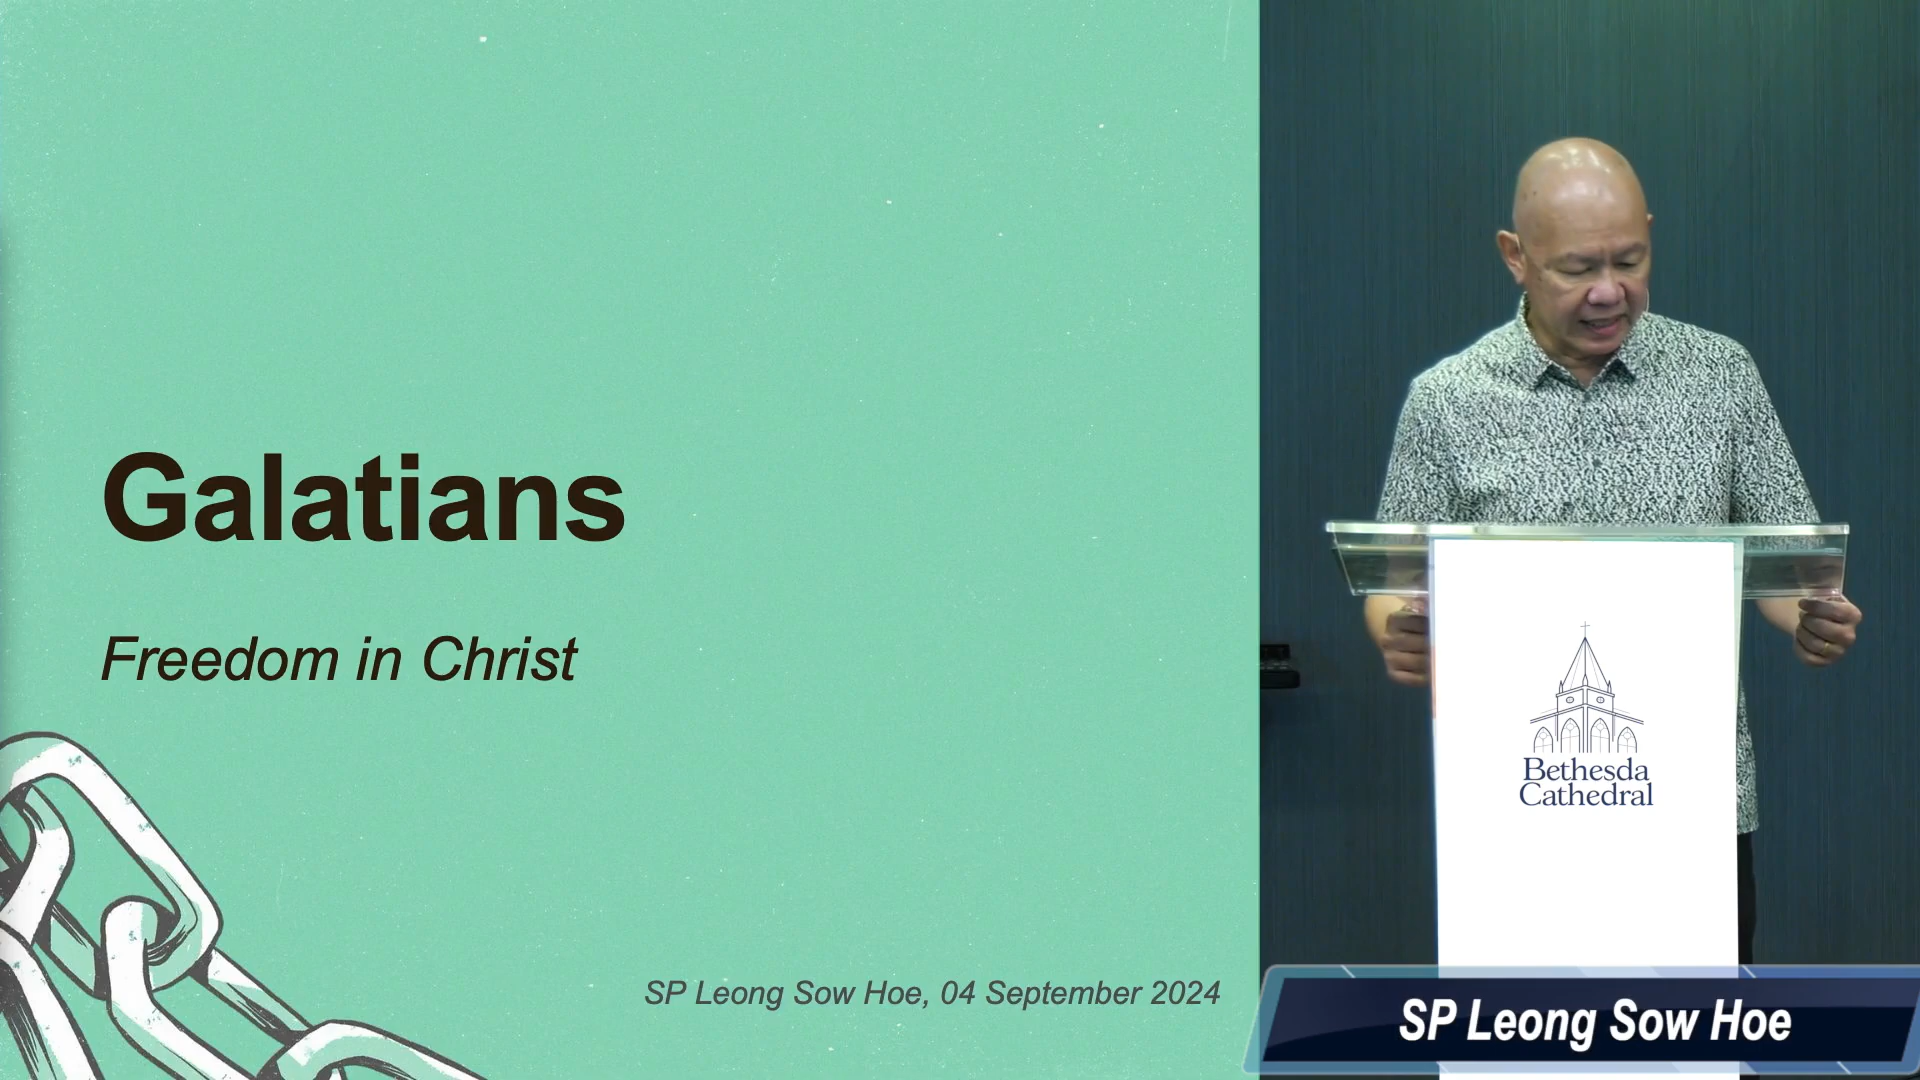 Galatians
Freedom in Christ
SP Leong Sow Hoe, 04 September 2024
Bethesda
Cathedral
SP Leong Sow Hoe